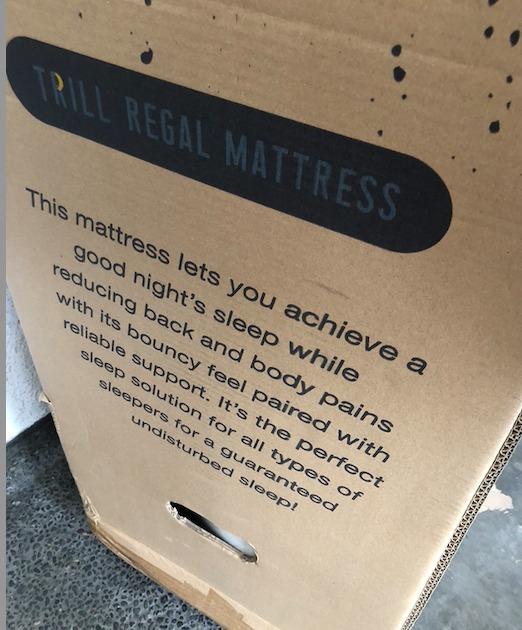 TRILL REGAL MATTRESS
This mattress lets you achieve a
good night's sleep while
reducing back and body pains
with its bouncy feel paired with
reliable support. It's the perfect
sleep solution for all types of
sleepers for a guaranteed
undisturbed sleep!